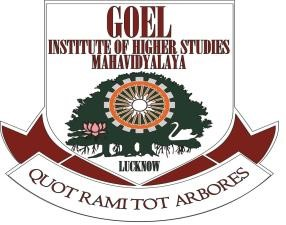 GOEL
INSTITUTE OF HIGHER STUDIES
MAHAVIDYALAYA
LUCKNOW
QUOT RAMI TOT ARBORES